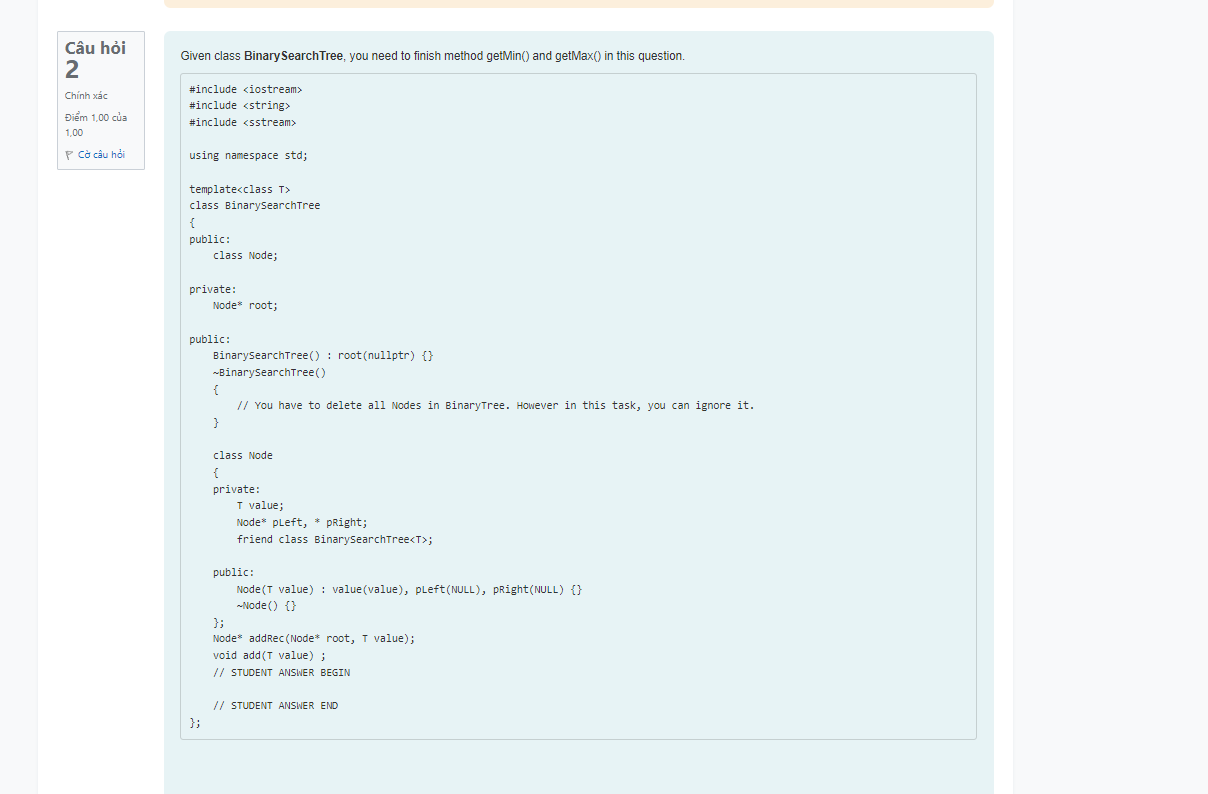 Câu hỏi
2
Chính xác
Điểm 1,00 của
1,00
Cờ câu hỏi
Given class BinarySearchTree, you need to finish method getMin() and getMax() in this question.
#include <iostream>
#include <string>
#include <sstream>
using namespace std;
template<class T>
class BinarySearchTree
{
public:
    class Node;
private:
    Node* root;
public:
    BinarySearchTree() : root(nullptr) {}
    ~BinarySearchTree()
    {
        // You have to delete all Nodes in BinaryTree. However in this task, you can ignore it.
    }
    class Node
    {
    private:
        T value;
        Node* pLeft, * pRight;
        friend class BinarySearchTree<T>;
    public:
        Node(T value) : value(value), pLeft(NULL), pRight(NULL) {}
        ~Node() {}
    };
    Node* addRec(Node* root, T value);
    void add(T value) ;
    // STUDENT ANSWER BEGIN
    // STUDENT ANSWER END
};